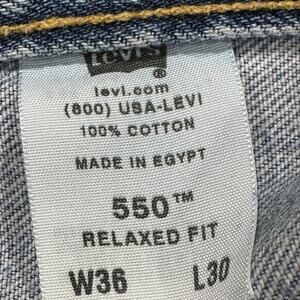 LEVI'S ®
levi.com
(800) USA-LEVI
100% COTTON
MADE IN EGYPT
550™
RELAXED FIT
W36 L30